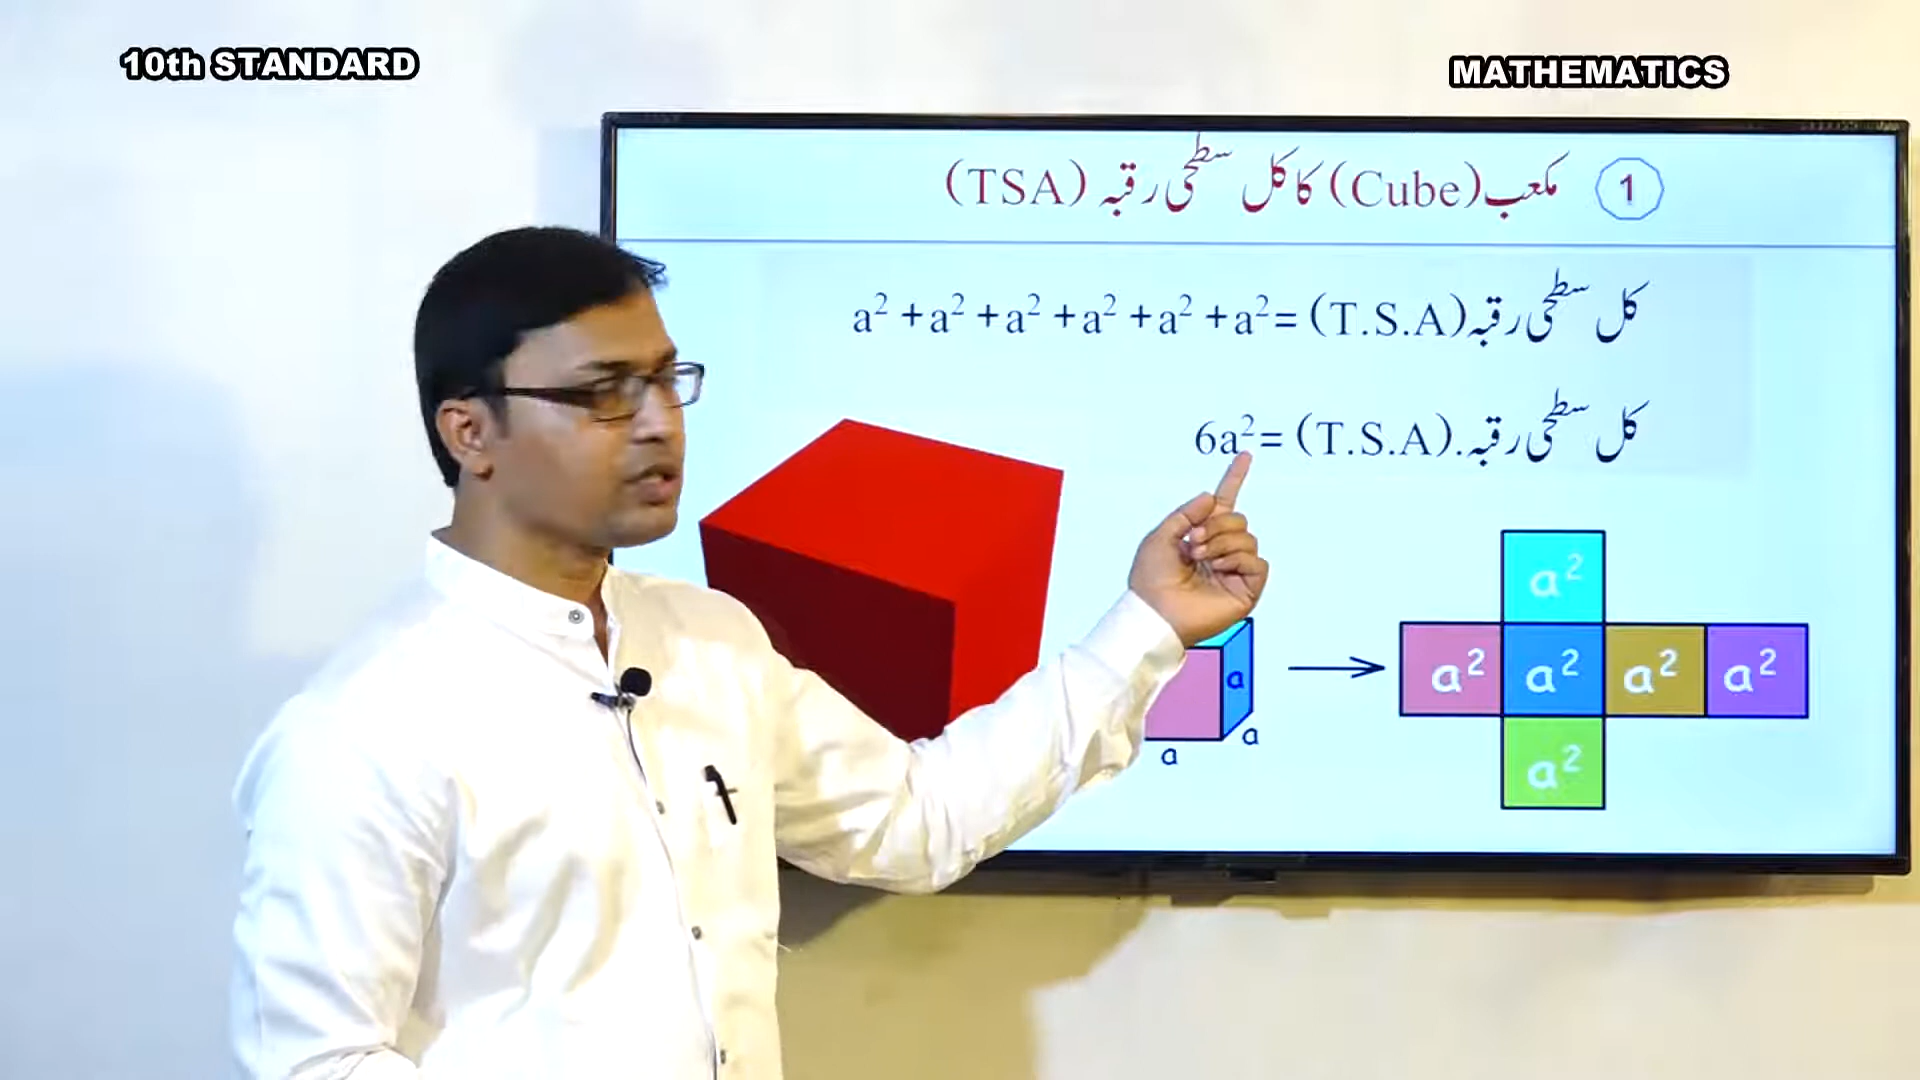 10th STANDARD
MATHEMATICS
1 مکعب (Cube) کا کل سطحی رقبہ (TSA)
کل سطحی رقبہ (T.S.A) = a² + a² + a² + a² + a² + a²
کل سطحی رقبہ. (T.S.A) = 6a²
a²
a
a² a² a² a²
a
a
a²